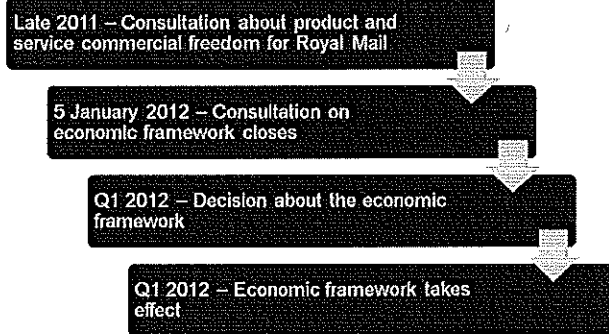 Late 2011 – Consultation about product and
service commercial freedom for Royal Mail
5 January 2012 – Consultation on
economic framework closes
Q1 2012 – Decision about the economic
framework
Q1 2012 – Economic framework takes
effect